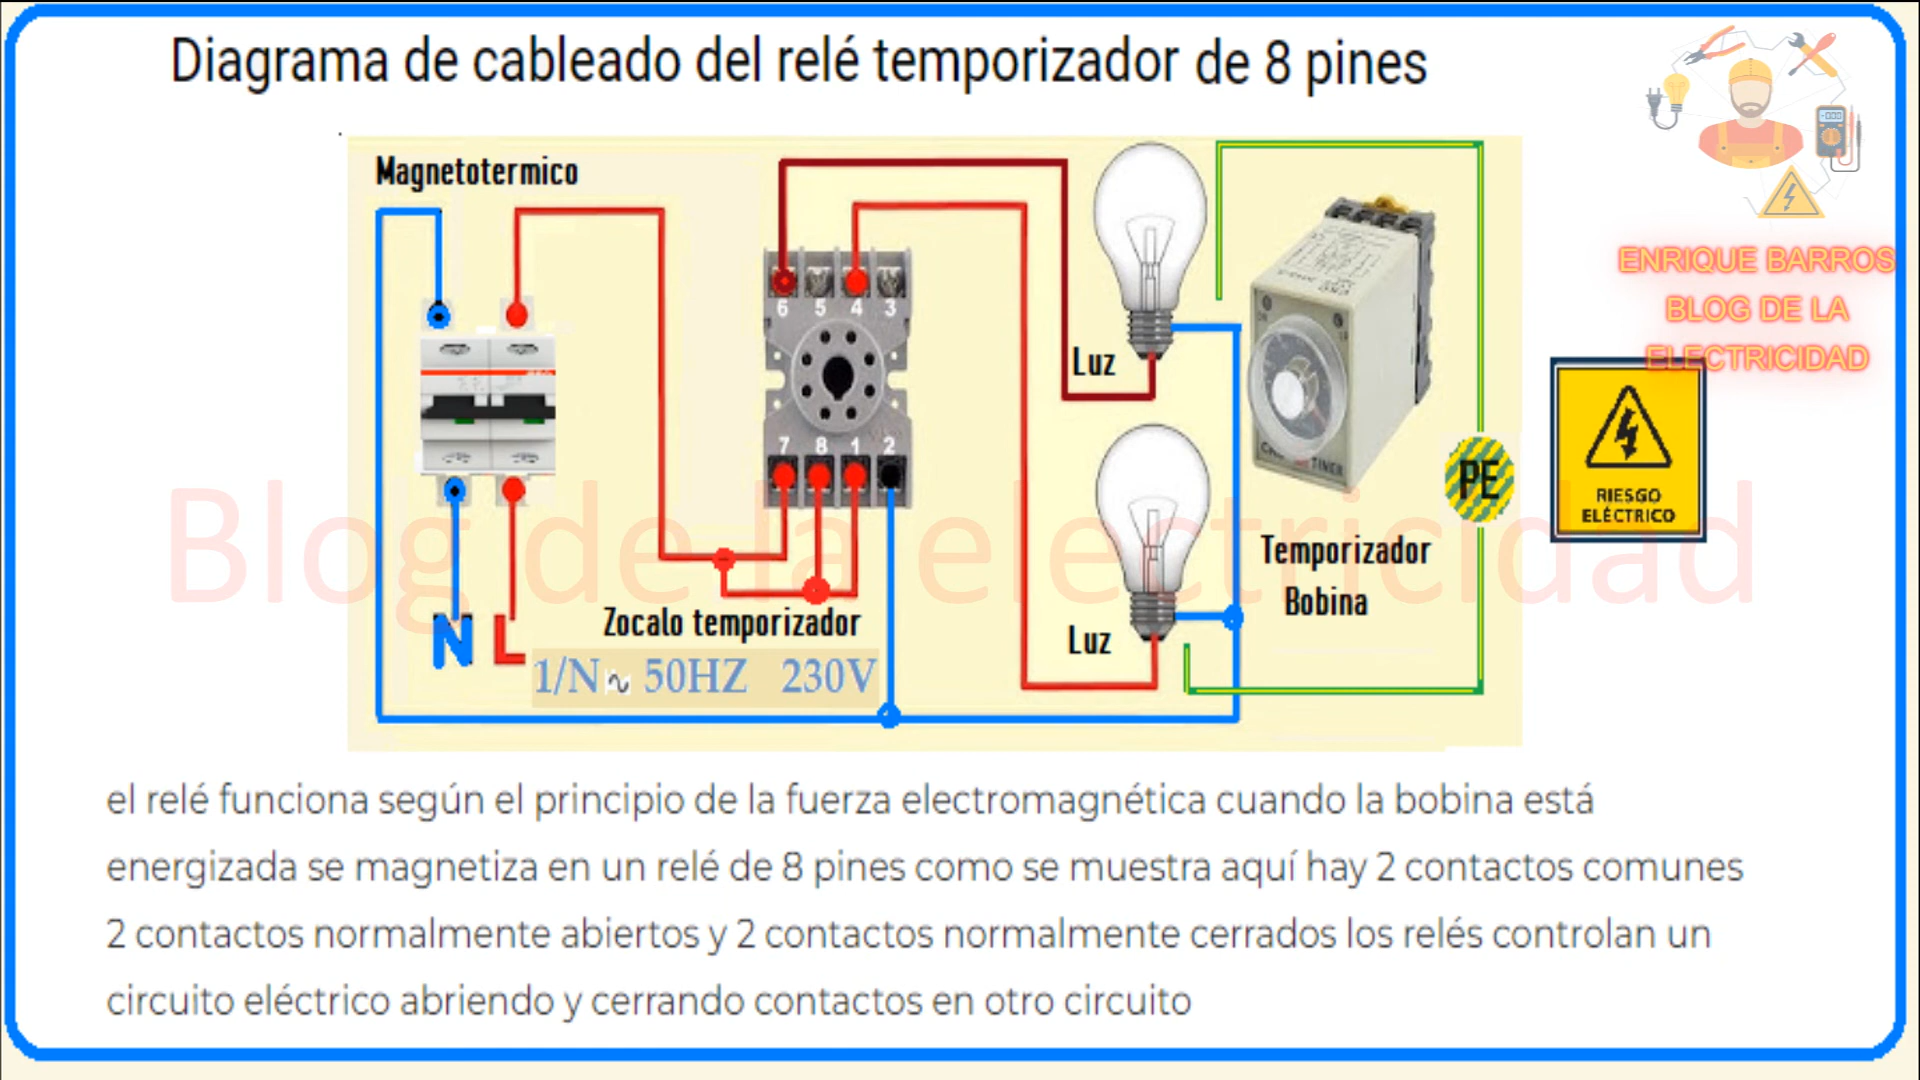 Diagrama de cableado del relé temporizador de 8 pines
ENRIQUE BARROS
BLOG DE LA
ELECTRICIDAD
Magnetotermico
6 5 4 3
7 8 1 2
Luz
Luz
PE
RIESGO
ELÉCTRICO
Temporizador
Bobina
Blog de la electricidad
Zocalo temporizador
N L
1/N~ 50HZ 230V
el relé funciona según el principio de la fuerza electromagnética cuando la bobina está
energizada se magnetiza en un relé de 8 pines como se muestra aquí hay 2 contactos comunes
2 contactos normalmente abiertos y 2 contactos normalmente cerrados los relés controlan un
circuito eléctrico abriendo y cerrando contactos en otro circuito